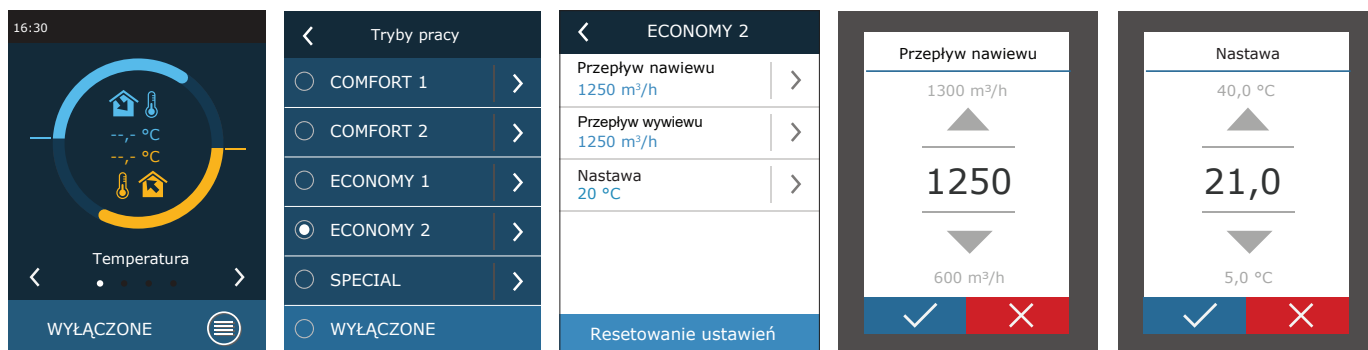 16:30
--,- °C
--,- °C
Temperatura
WYŁĄCZONE
Tryby pracy
COMFORT 1
COMFORT 2
ECONOMY 1
ECONOMY 2
SPECIAL
WYŁĄCZONE
ECONOMY 2
Przepływ nawiewu
1250 m³/h
Przepływ wywiewu
1250 m³/h
Nastawa
20 °C
Resetowanie ustawień
Przepływ nawiewu
1300 m³/h
1250
600 m³/h
Nastawa
40,0 °C
21,0
5,0 °C